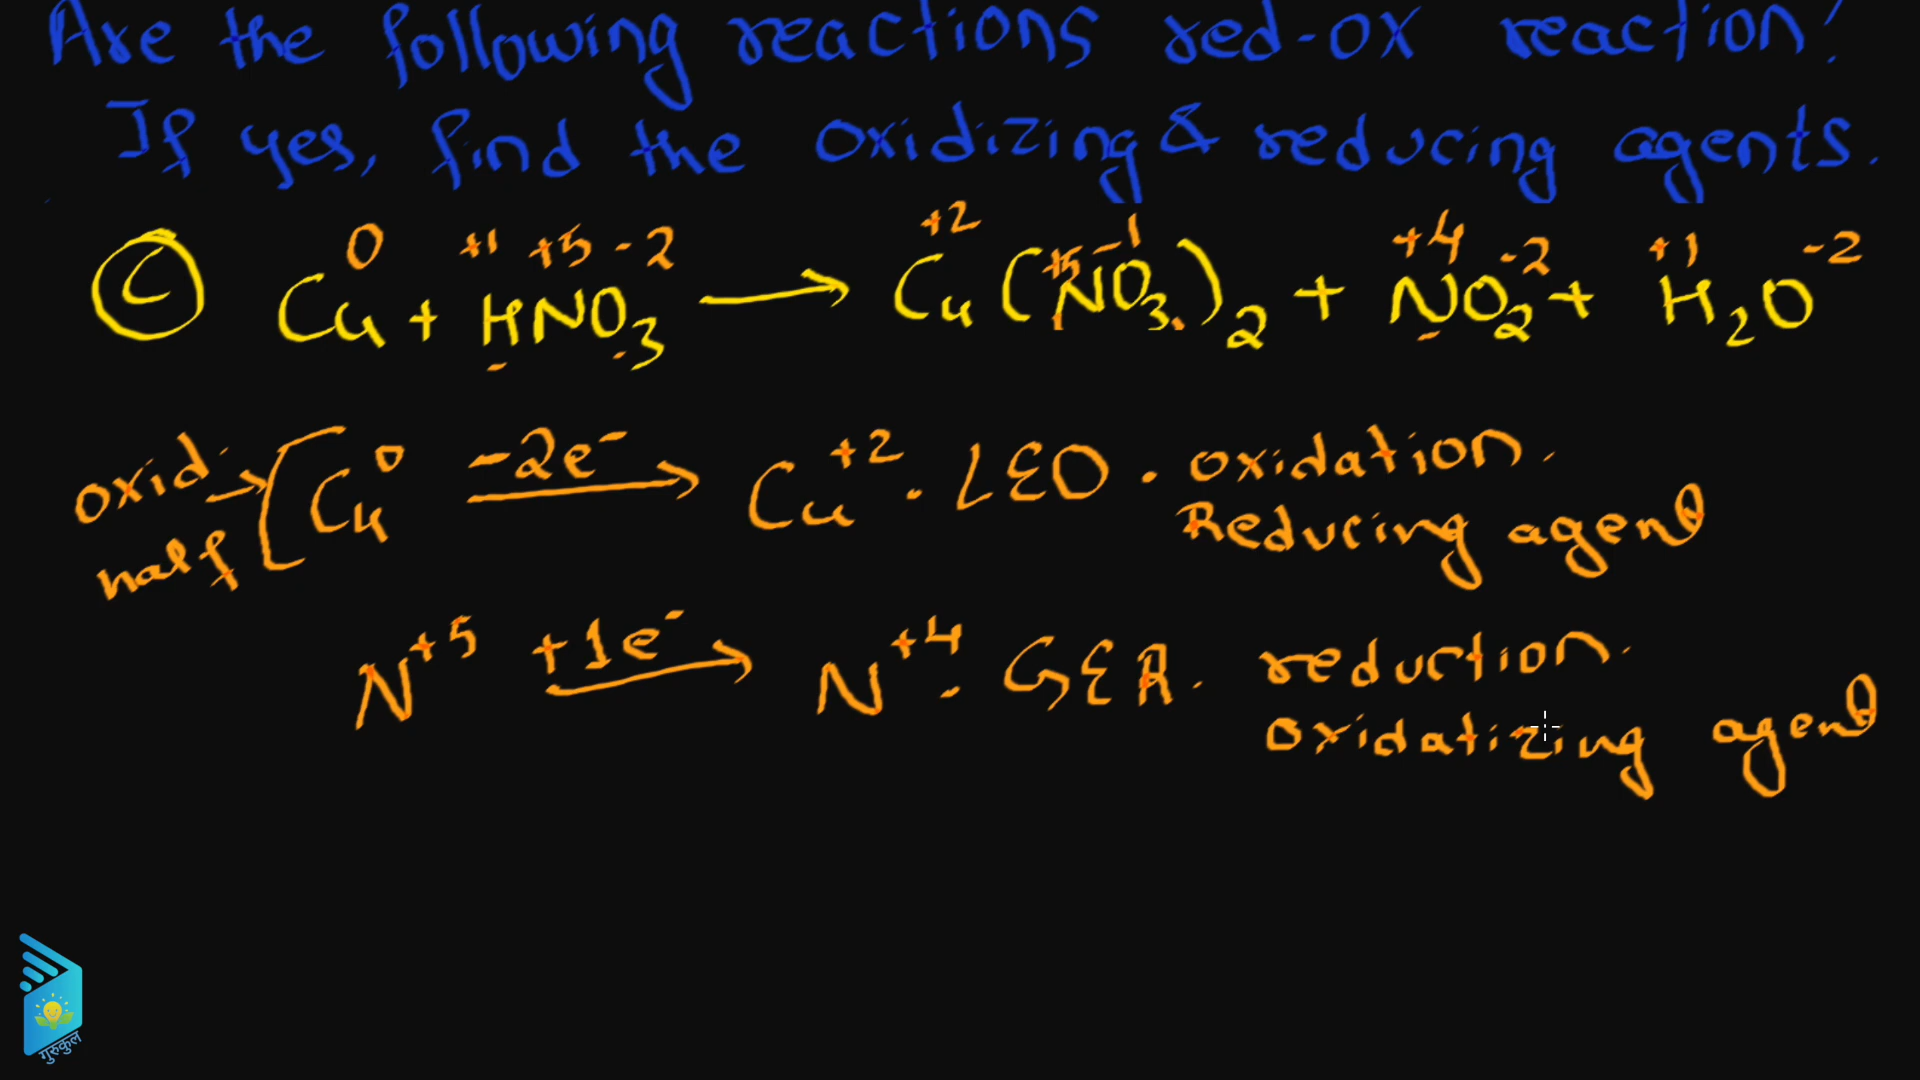 Are the following reactions red-ox reaction?
If yes, find the oxidizing & reducing agents.
0 +1 +5 -2 +2 +5 -1 +4 -2 +1 -2
C Cu + HNO3 → Cu(NO3)2 + NO2 + H2O
oxid. half → [ Cu⁰ -2e⁻ → Cu⁺². LEO. oxidation.
Reducing agent
N⁺⁵ +1e⁻ → N⁺⁴ GER. reduction.
oxidatizing agent
गुरुकुल